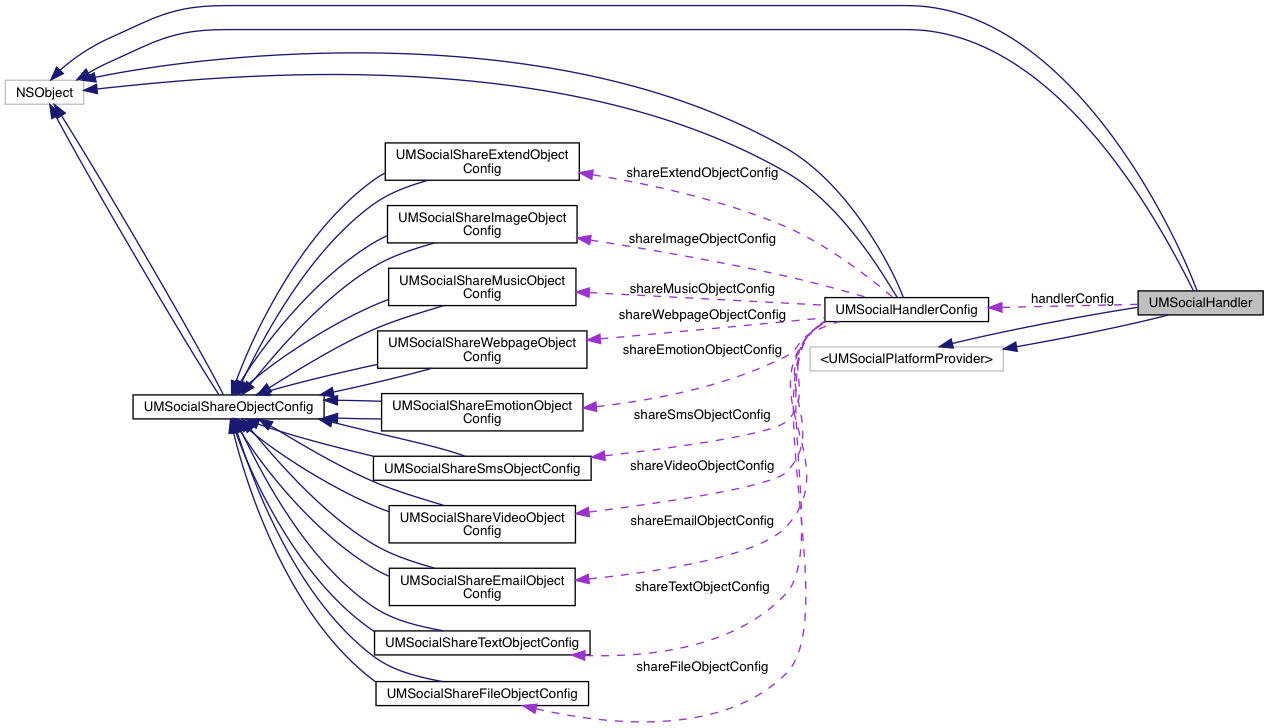 NSObject
UMSocialShareExtendObject
Config
shareExtendObjectConfig
UMSocialShareImageObject
Config
shareImageObjectConfig
UMSocialShareMusicObject
Config
shareMusicObjectConfig
UMSocialHandlerConfig
handlerConfig
UMSocialHandler
shareWebpageObjectConfig
UMSocialShareWebpageObject
Config
shareEmotionObjectConfig
<UMSocialPlatformProvider>
UMSocialShareObjectConfig
UMSocialShareEmotionObject
Config
shareSmsObjectConfig
UMSocialShareSmsObjectConfig
shareVideoObjectConfig
UMSocialShareVideoObject
Config
shareEmailObjectConfig
UMSocialShareEmailObject
Config
shareTextObjectConfig
UMSocialShareTextObjectConfig
shareFileObjectConfig
UMSocialShareFileObjectConfig